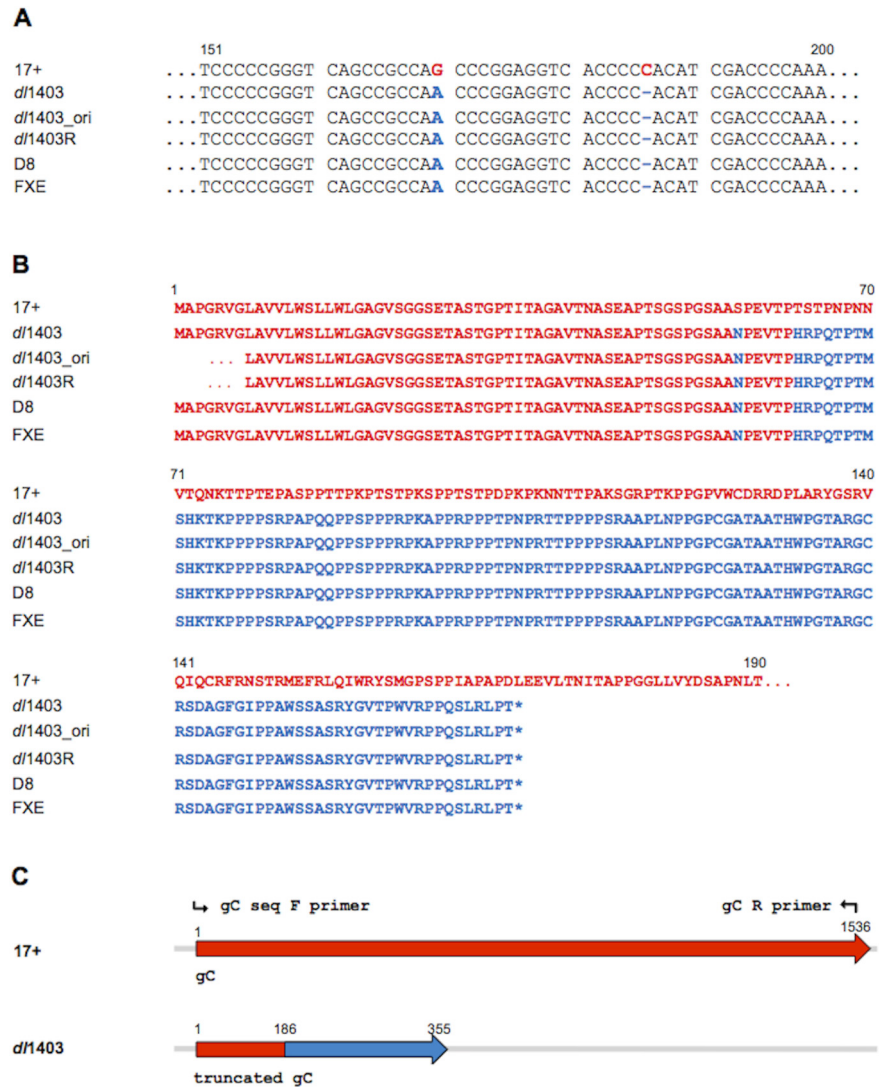 A
151 200
17+ ...TCCCCCGGGT CAGCCGCCAG CCCGGAGGTC ACCCCCACAT CGACCCCAAA...
dl1403 ...TCCCCCGGGT CAGCCGCCAA CCCGGAGGTC ACCCC-ACAT CGACCCCAAA...
dl1403_ori ...TCCCCCGGGT CAGCCGCCAA CCCGGAGGTC ACCCC-ACAT CGACCCCAAA...
dl1403R ...TCCCCCGGGT CAGCCGCCAA CCCGGAGGTC ACCCC-ACAT CGACCCCAAA...
D8 ...TCCCCCGGGT CAGCCGCCAA CCCGGAGGTC ACCCC-ACAT CGACCCCAAA...
FXE ...TCCCCCGGGT CAGCCGCCAA CCCGGAGGTC ACCCC-ACAT CGACCCCAAA...
B
1 70
17+ MAPGRVGLAVVLWSLLWLGAGVSGGSETASTGPTITAGAVTNASEAPTSGSPGSAASPEVTPTSTPNPNN
dl1403 MAPGRVGLAVVLWSLLWLGAGVSGGSETASTGPTITAGAVTNASEAPTSGSPGSAANPEVTPHRPQTPTM
dl1403_ori ...LAVVLWSLLWLGAGVSGGSETASTGPTITAGAVTNASEAPTSGSPGSAANPEVTPHRPQTPTM
dl1403R ...LAVVLWSLLWLGAGVSGGSETASTGPTITAGAVTNASEAPTSGSPGSAANPEVTPHRPQTPTM
D8 MAPGRVGLAVVLWSLLWLGAGVSGGSETASTGPTITAGAVTNASEAPTSGSPGSAANPEVTPHRPQTPTM
FXE MAPGRVGLAVVLWSLLWLGAGVSGGSETASTGPTITAGAVTNASEAPTSGSPGSAANPEVTPHRPQTPTM
71 140
17+ VTQNKTTPTEPASPPTTPKPTSTPKSPPTSTPDPKPKNNTTPAKSGRPTKPPGPVWCDRRDPLARYGSRV
dl1403 SHKTKPPPPSRPAPQQPPSPPPRPKAPPRPPPTPNPRTTPPPPSRAAPLNPPGPCGATAATHWPGTARGC
dl1403_ori SHKTKPPPPSRPAPQQPPSPPPRPKAPPRPPPTPNPRTTPPPPSRAAPLNPPGPCGATAATHWPGTARGC
dl1403R SHKTKPPPPSRPAPQQPPSPPPRPKAPPRPPPTPNPRTTPPPPSRAAPLNPPGPCGATAATHWPGTARGC
D8 SHKTKPPPPSRPAPQQPPSPPPRPKAPPRPPPTPNPRTTPPPPSRAAPLNPPGPCGATAATHWPGTARGC
FXE SHKTKPPPPSRPAPQQPPSPPPRPKAPPRPPPTPNPRTTPPPPSRAAPLNPPGPCGATAATHWPGTARGC
141 190
17+ QIQCRFRNSTRMEFRLQIWRYSMGPSPPIAPAPDLEEVLTNITAPPGGLLVYDSAPNLT...
dl1403 RSDAGFGIPPAWSSASRYGVTPWVRPPQSLRLPT*
dl1403_ori RSDAGFGIPPAWSSASRYGVTPWVRPPQSLRLPT*
dl1403R RSDAGFGIPPAWSSASRYGVTPWVRPPQSLRLPT*
D8 RSDAGFGIPPAWSSASRYGVTPWVRPPQSLRLPT*
FXE RSDAGFGIPPAWSSASRYGVTPWVRPPQSLRLPT*
C
gC seq F primer gC R primer
1 1536
17+
gC
1 186 355
dl1403
truncated gC